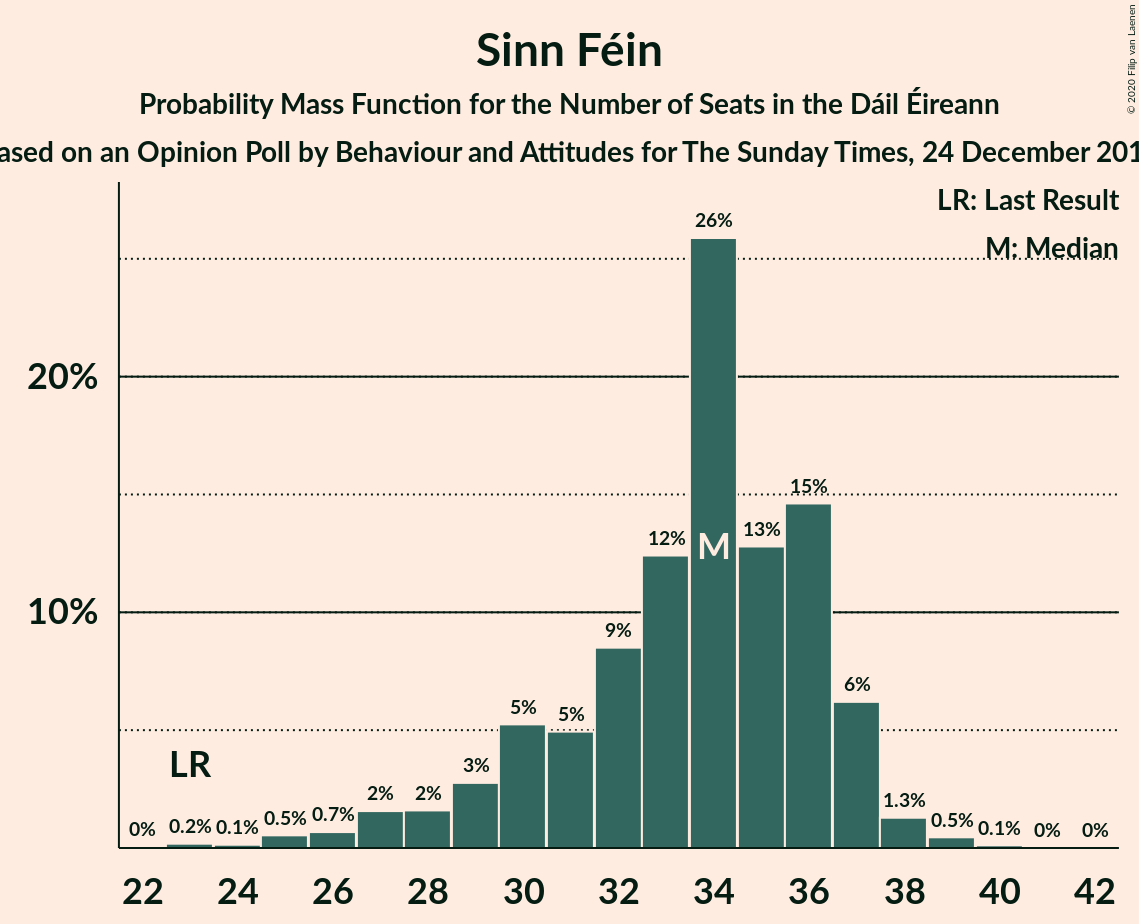 Sinn Féin
Probability Mass Function for the Number of Seats in the Dáil Éireann
ased on an Opinion Poll by Behaviour and Attitudes for The Sunday Times, 24 December 201
© 2020 Filip van Laenen
LR: Last Result
M: Median
26%
20%
15%
13%
12%
M
10%
9%
6%
5%
5%
LR
3%
2%
2%
1.3%
0%
0.2%
0.1%
0.5%
0.7%
0.5%
0.1%
0%
0%
22 24 26 28 30 32 34 36 38 40 42